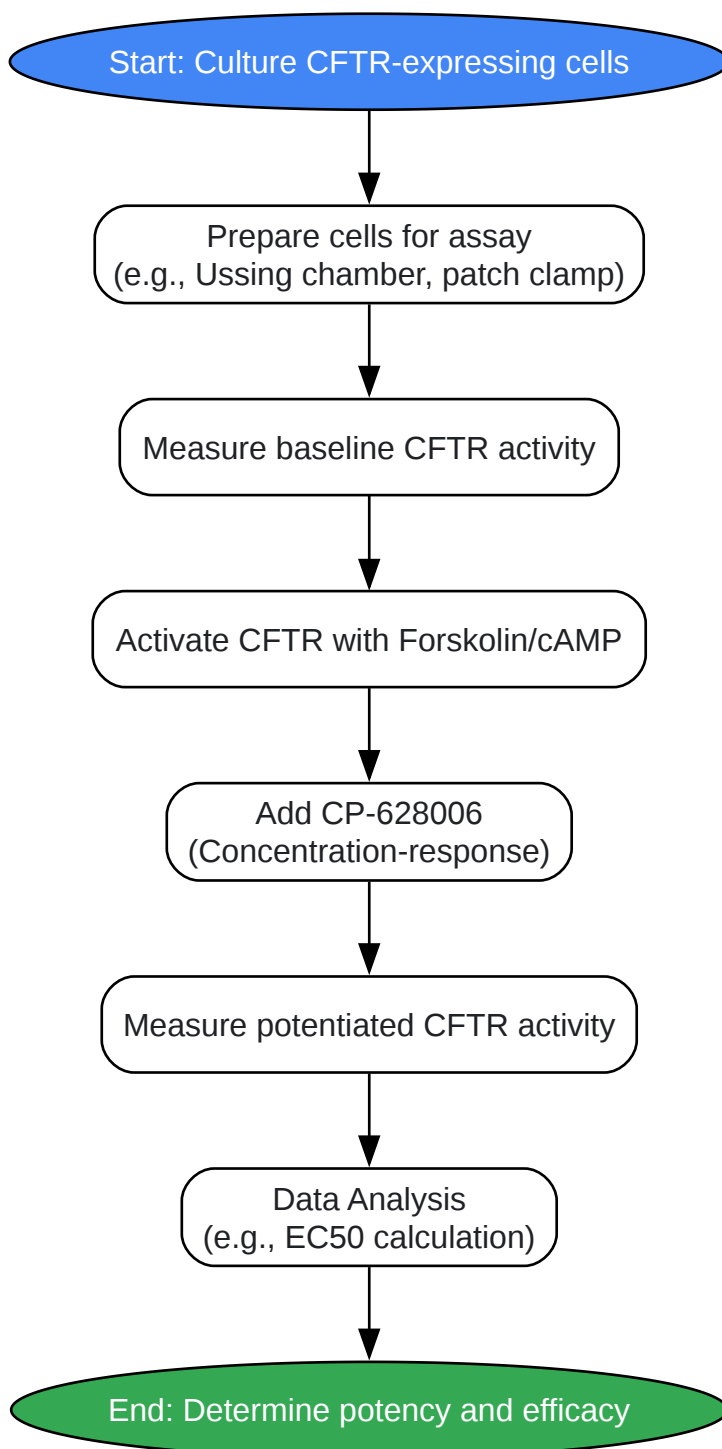 Start: Culture CFTR-expressing cells
Prepare cells for assay
(e.g., Ussing chamber, patch clamp)
Measure baseline CFTR activity
Activate CFTR with Forskolin/cAMP
Add CP-628006
(Concentration-response)
Measure potentiated CFTR activity
Data Analysis
(e.g., EC50 calculation)
End: Determine potency and efficacy